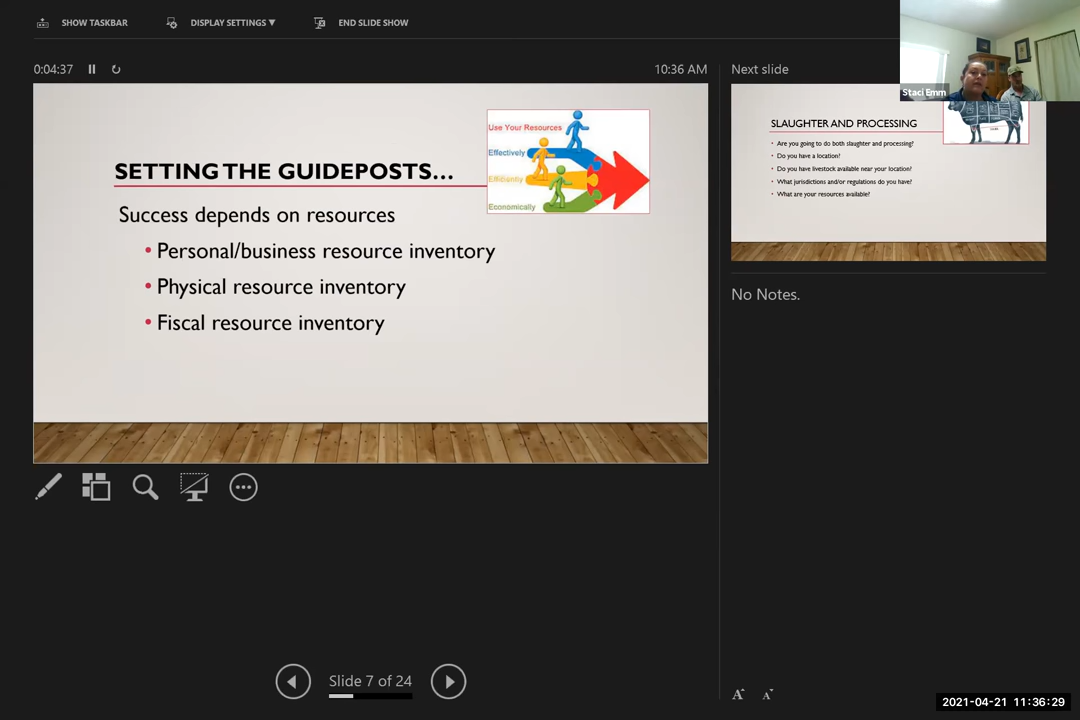 SHOW TASKBAR
DISPLAY SETTINGS ▼
END SLIDE SHOW
0:04:37
10:36 AM
Next slide
Staci Emm
Use Your Resources
Effectively
Efficiently
Economically
SETTING THE GUIDEPOSTS...
Success depends on resources
• Personal/business resource inventory
• Physical resource inventory
• Fiscal resource inventory
SLAUGHTER AND PROCESSING
• Are you going to do both slaughter and processing?
• Do you have a location?
• Do you have livestock available near your location?
• What jurisdictions and/or regulations do you have?
• What are your resources available?
No Notes.
Slide 7 of 24
A A
2021-04-21 11:36:29